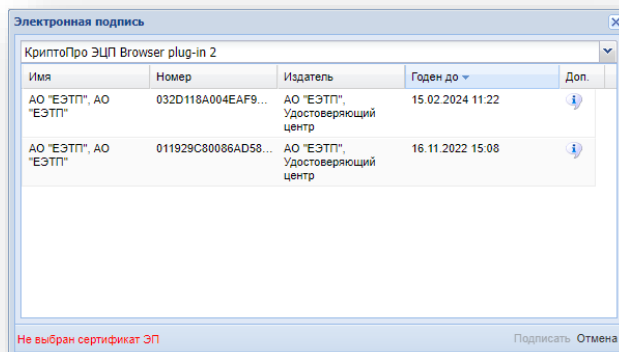 Электронная подпись
КриптоПро ЭЦП Browser plug-in 2
Имя Номер Издатель Годен до Доп.
АО "ЕЭТП", АО 032D118A004EAF9... АО "ЕЭТП", 15.02.2024 11:22
"ЕЭТП" Удостоверяющий
центр
АО "ЕЭТП", АО 011929C80086AD58... АО "ЕЭТП", 16.11.2022 15:08
"ЕЭТП" Удостоверяющий
центр
Не выбран сертификат ЭП Подписать Отмена